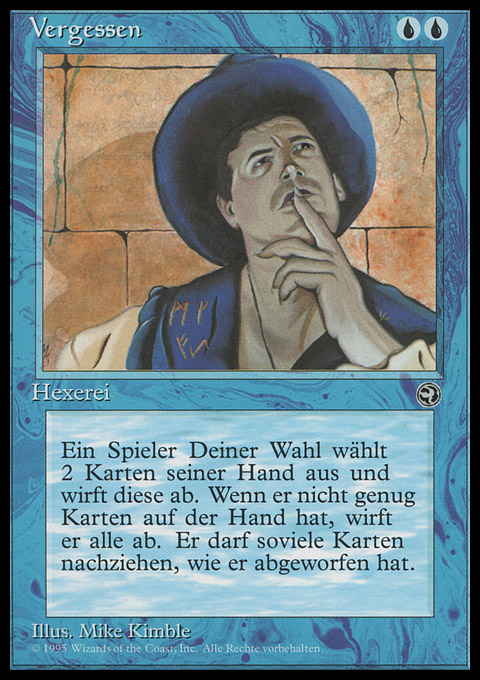 Vergessen
Hexerei
Ein Spieler Deiner Wahl wählt
2 Karten seiner Hand aus und
wirft diese ab. Wenn er nicht genug
Karten auf der Hand hat, wirft
er alle ab. Er darf soviele Karten
nachziehen, wie er abgeworfen hat.
Illus. Mike Kimble
© 1995 Wizards of the Coast, Inc. Alle Rechte vorbehalten.